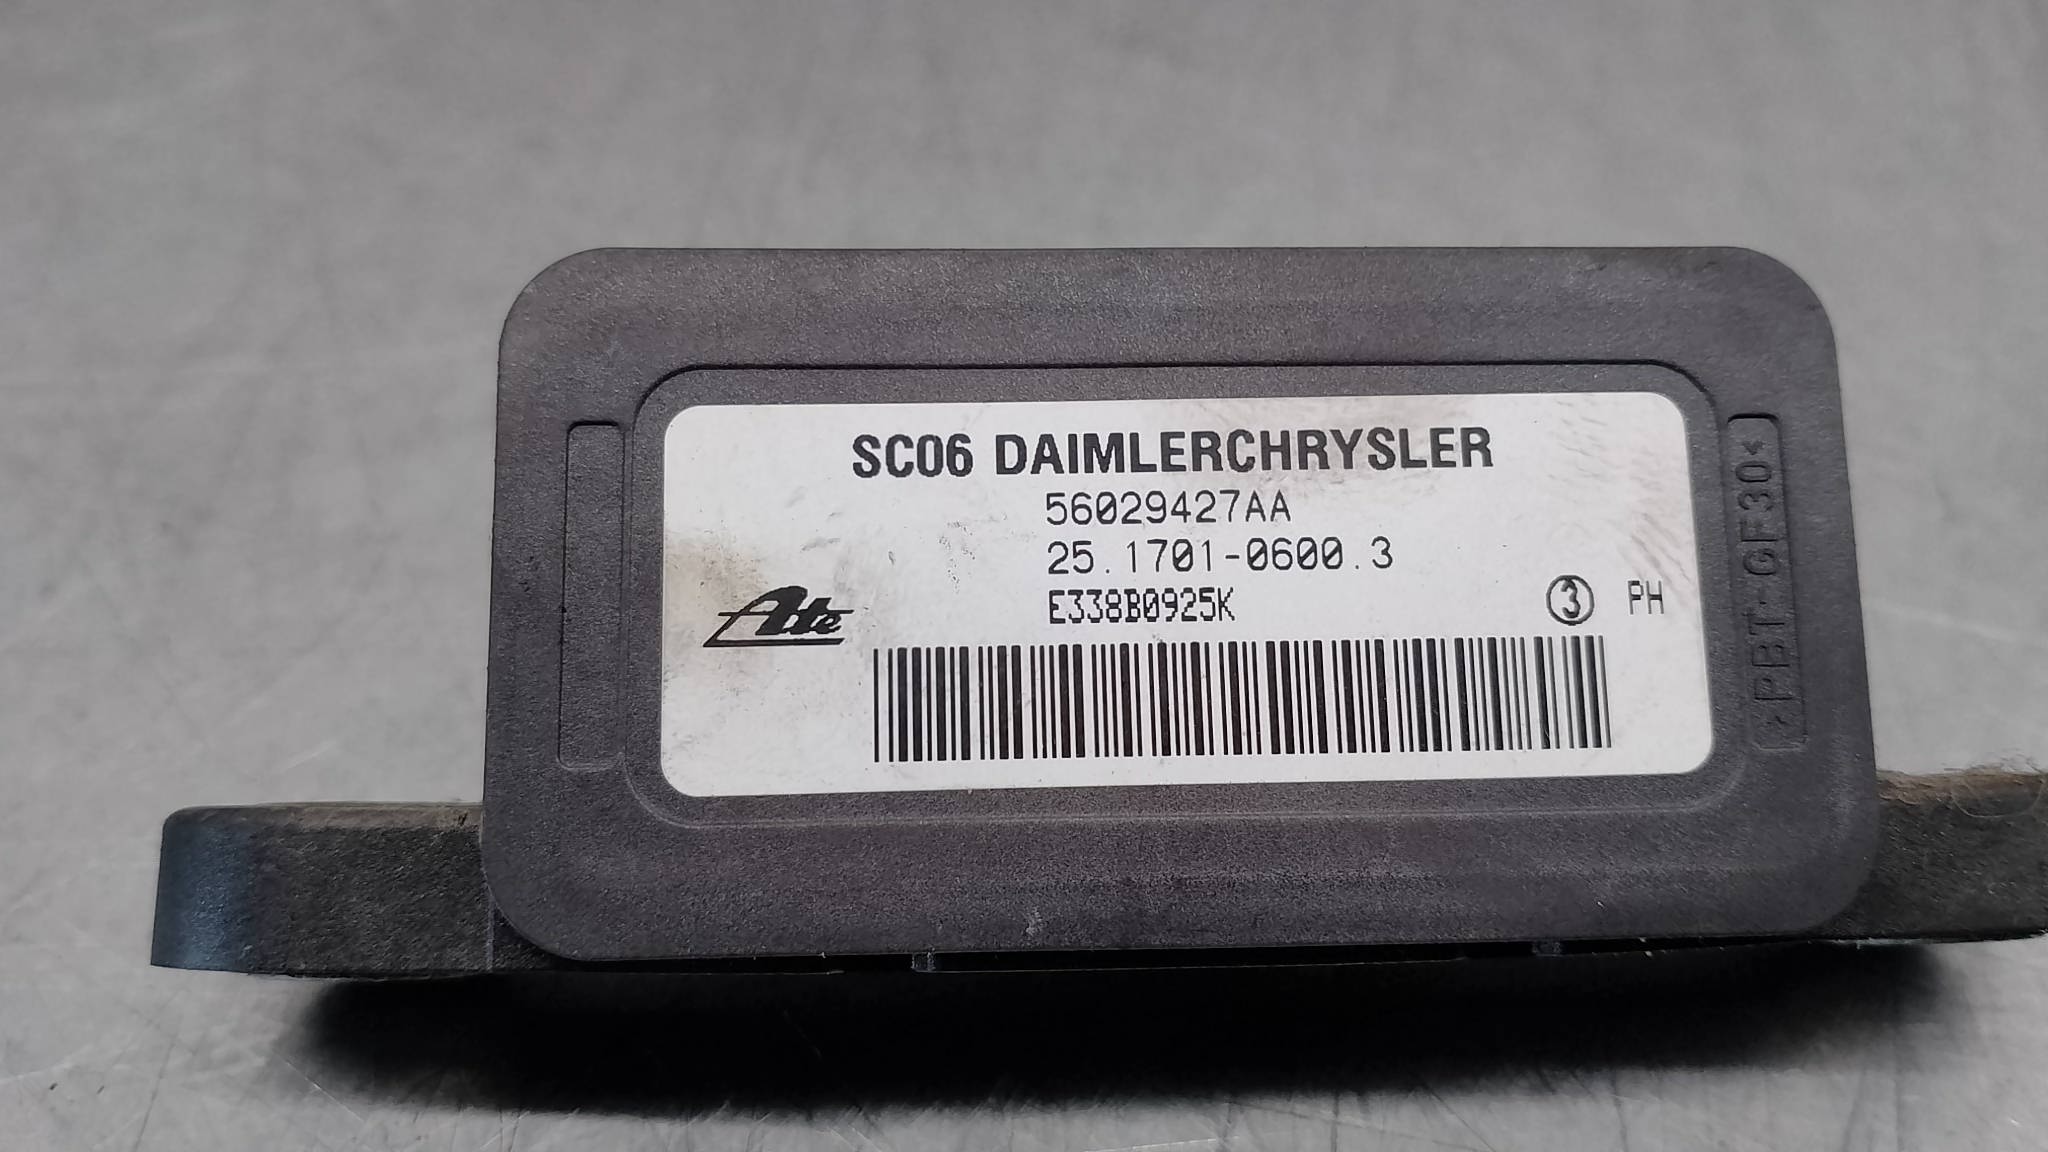 SC06 DAIMLERCHRYSLER
56029427AA
25.1701-0600.3
Ate
E338B0925K
3 PH
>PBT-GF30<